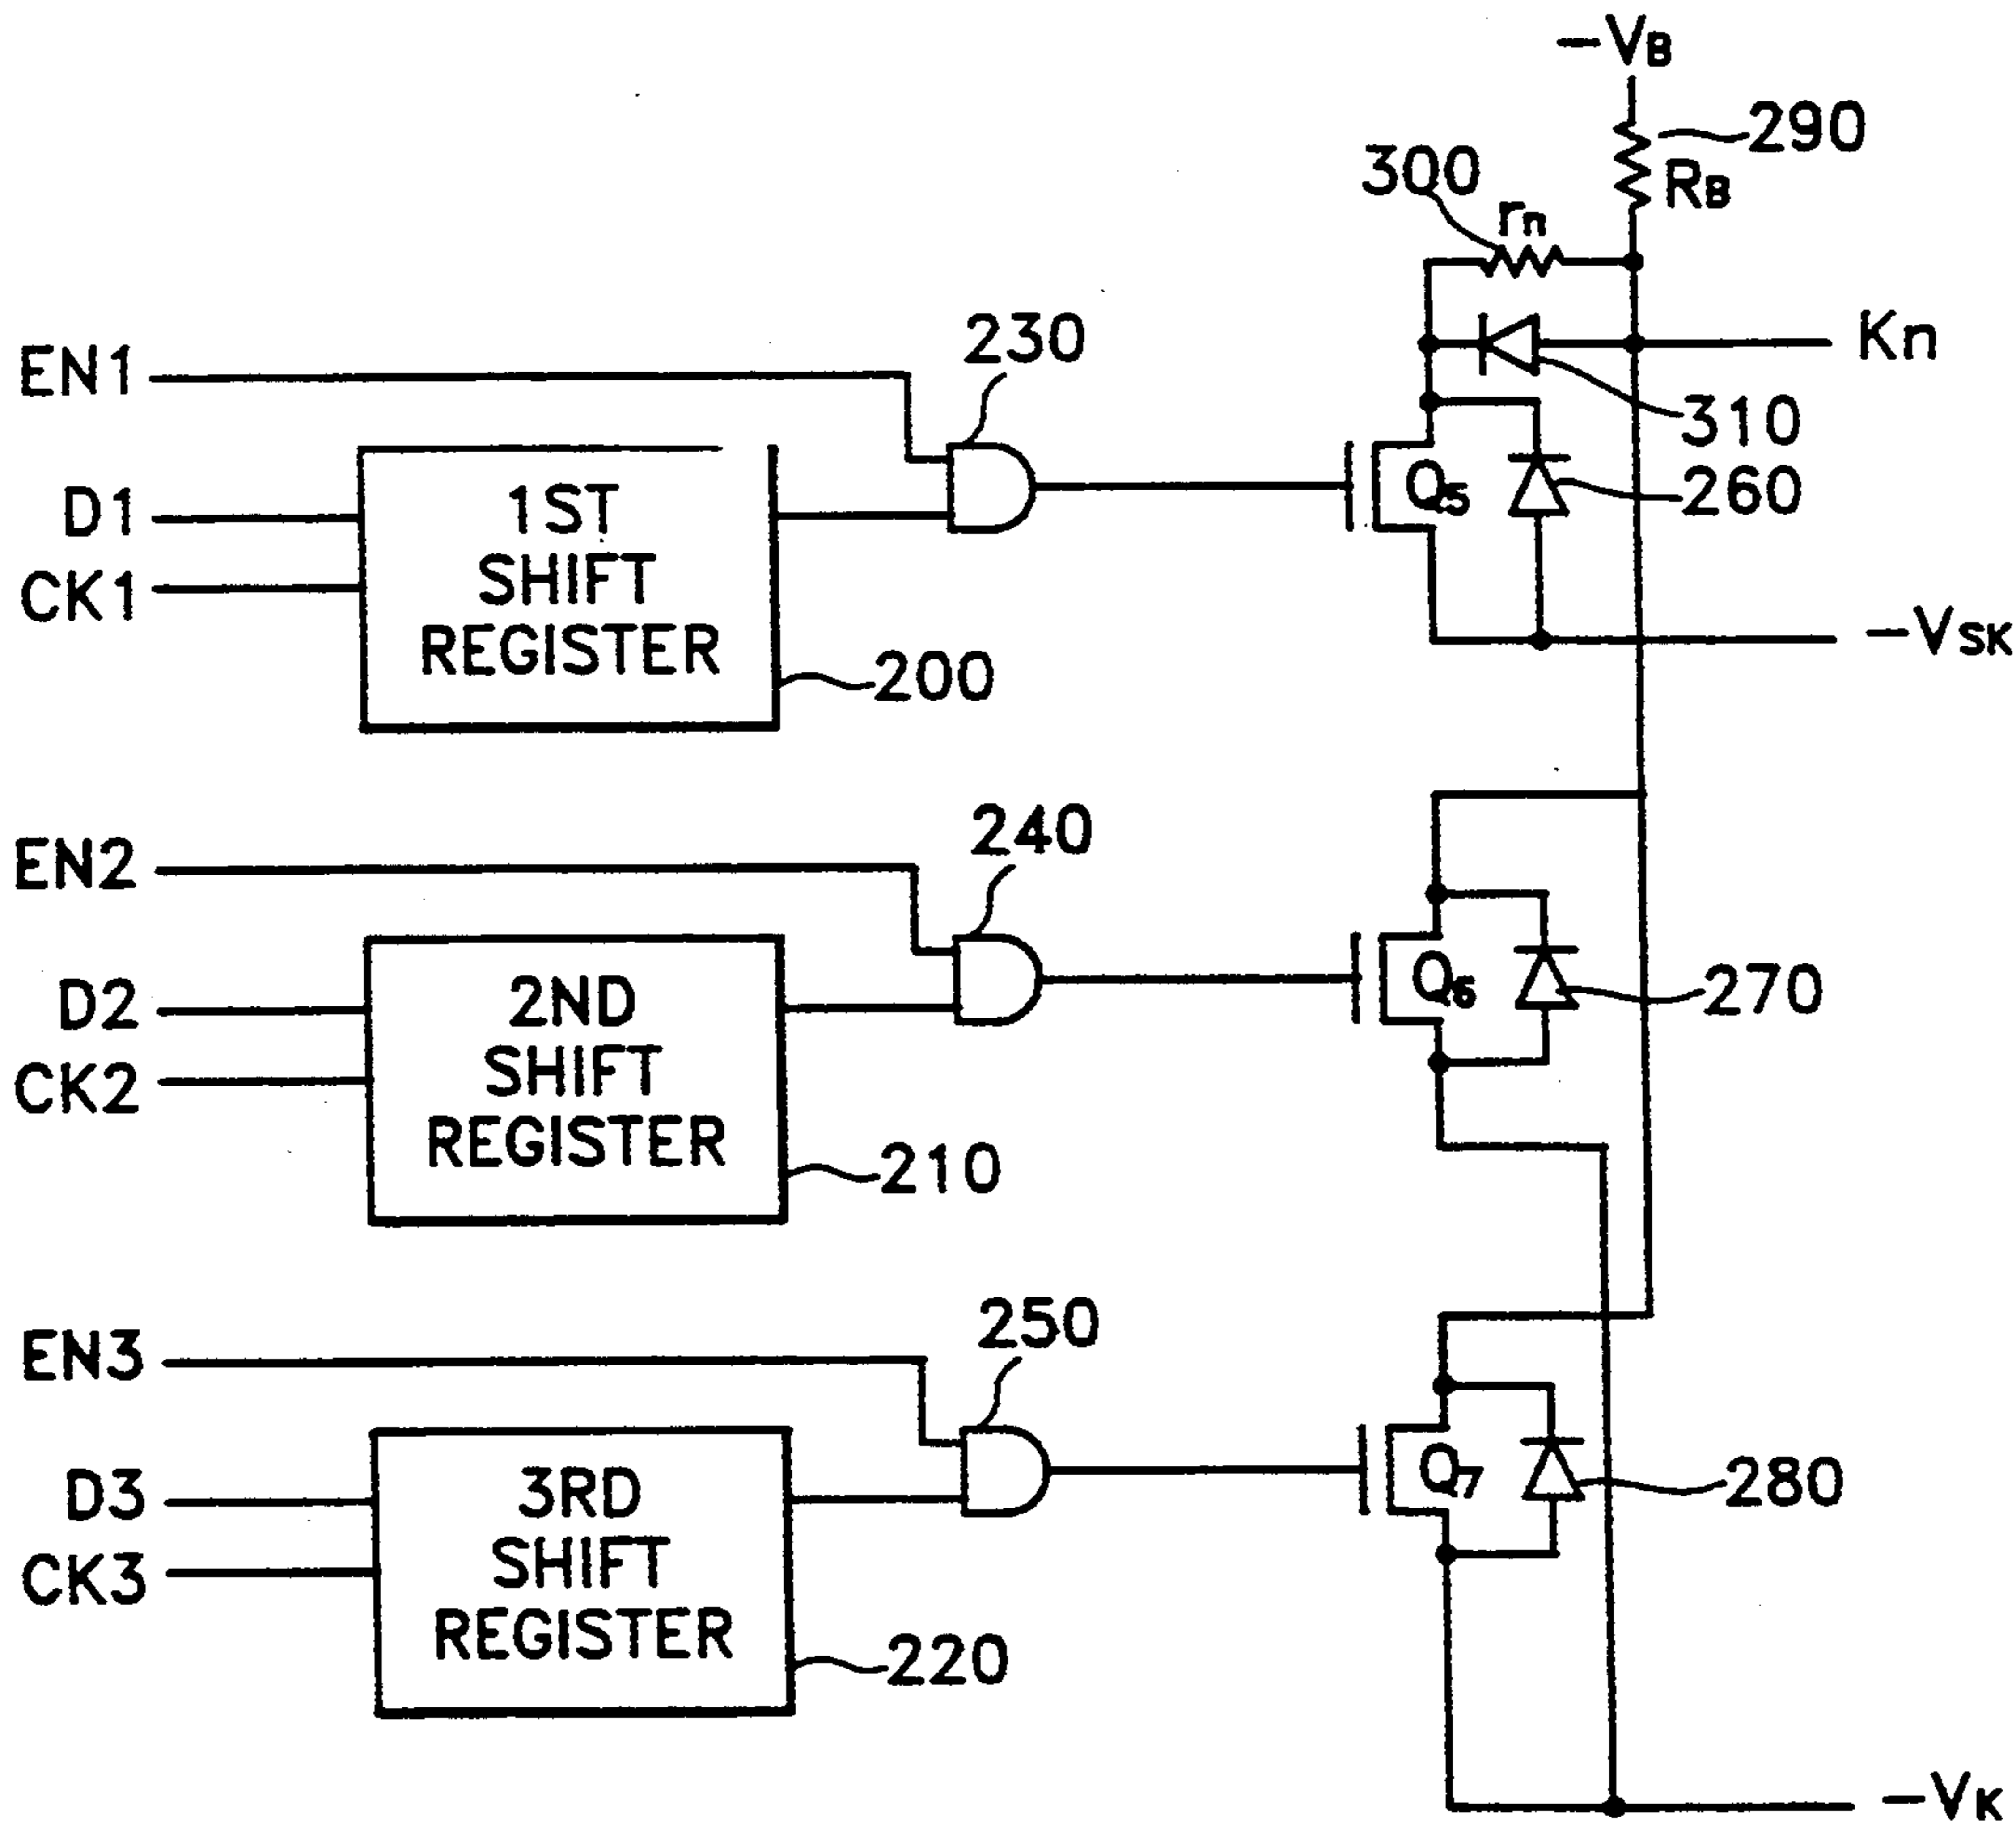 −VB
290
RB
300
rn
Kn
230
EN1
310
D1
1ST
SHIFT
REGISTER
Q5
260
CK1
−VSK
200
240
EN2
D2
2ND
SHIFT
REGISTER
Q6
270
CK2
210
250
EN3
D3
3RD
SHIFT
REGISTER
Q7
280
CK3
220
−VK